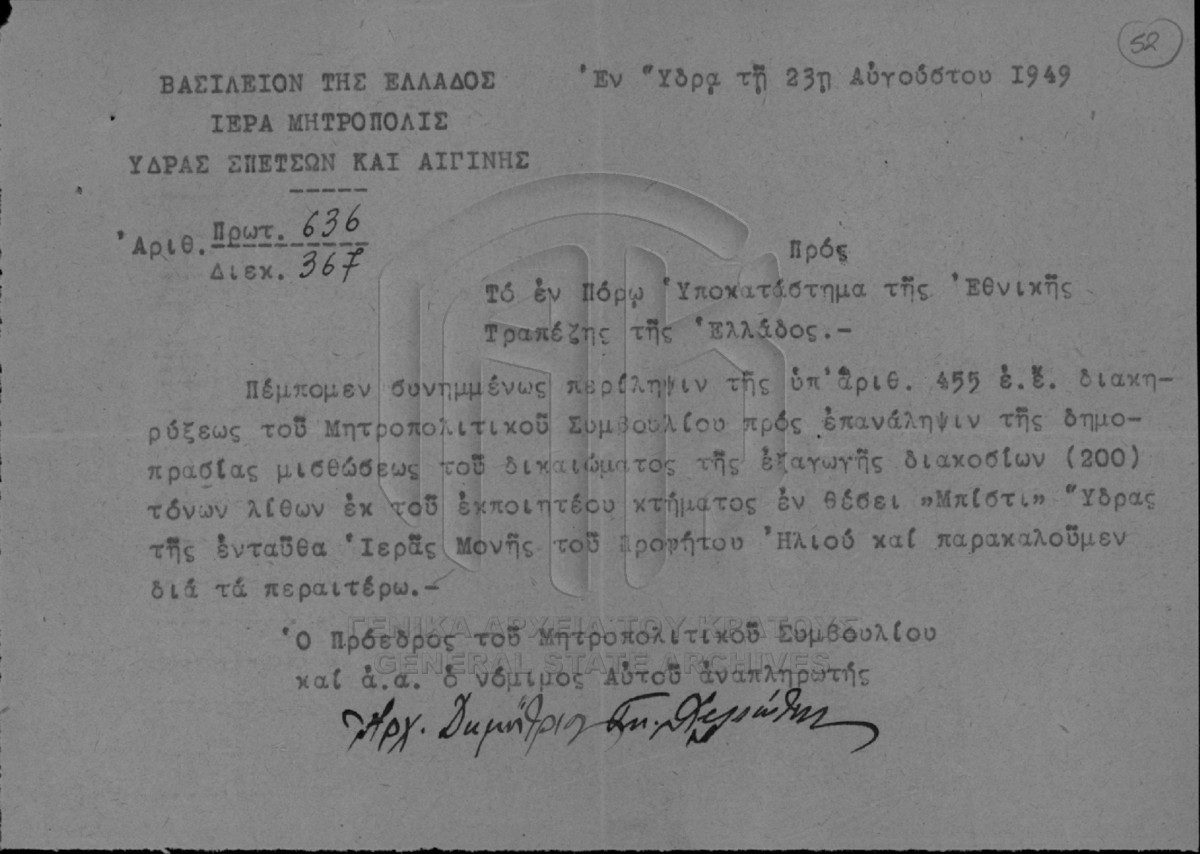 52
ΒΑΣΙΛΕΙΟΝ ΤΗΣ ΕΛΛΑΔΟΣ
Ἐν Ὕδρᾳ τῇ 23ῃ Αὐγούστου 1949
ΙΕΡΑ ΜΗΤΡΟΠΟΛΙΣ
ΥΔΡΑΣ ΣΠΕΤΣΩΝ ΚΑΙ ΑΙΓΙΝΗΣ
Ἀριθ. Πρωτ. 636
Διεκ. 367
Πρός
Τό ἐν Πόρῳ Ὑποκατάστημα τῆς Ἐθνικῆς
Τραπέζης τῆς Ἑλλάδος.-
Πέμπομεν συνημμένως περίληψιν τῆς ὑπ' ἀριθ. 455 ἐ.ἔ. διακη-
ρύξεως τοῦ Μητροπολιτικοῦ Συμβουλίου πρός ἐπανάληψιν τῆς δημο-
πρασίας μισθώσεως τοῦ δικαιώματος τῆς ἐξαγωγῆς διακοσίων (200)
τόνων λίθων ἐκ τοῦ ἐκποιητέου κτήματος ἐν θέσει „Μπίστι” Ὕδρας
τῆς ἐνταῦθα Ἱερᾶς Μονῆς τοῦ Προφήτου Ἠλιού καί παρακαλοῦμεν
διά τά περαιτέρω.-
ΓΕΝΙΚΑ ΑΡΧΕΙΑ ΤΟΥ ΚΡΑΤΟΥΣ
Ὁ Πρόεδρος τοῦ Μητροπολιτικοῦ Συμβουλίου
GENERAL STATE ARCHIVES
καί ἀ.ἀ. ὁ νόμιμος Αὐτοῦ ἀναπληρωτής
Ἀρχ. Δημήτριος